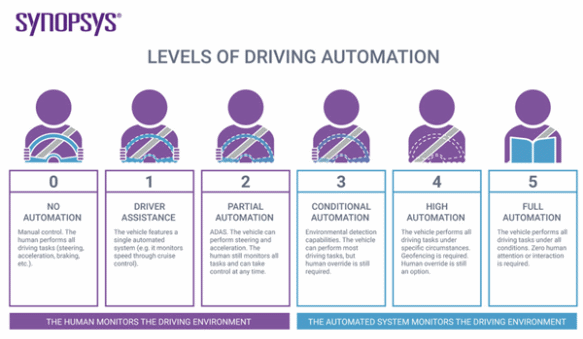 SYNOPSYS®
LEVELS OF DRIVING AUTOMATION
0
NO
AUTOMATION
Manual control. The
human performs all
driving tasks (steering,
acceleration, braking,
etc.).
1
DRIVER
ASSISTANCE
The vehicle features a
single automated
system (e.g. it monitors
speed through cruise
control).
2
PARTIAL
AUTOMATION
ADAS. The vehicle can
perform steering and
acceleration. The
human still monitors all
tasks and can take
control at any time.
3
CONDITIONAL
AUTOMATION
Environmental detection
capabilities. The vehicle
can perform most
driving tasks, but
human override is still
required.
4
HIGH
AUTOMATION
The vehicle performs all
driving tasks under
specific circumstances.
Geofencing is required.
Human override is still
an option.
5
FULL
AUTOMATION
The vehicle performs all
driving tasks under all
conditions. Zero human
attention or interaction
is required.
THE HUMAN MONITORS THE DRIVING ENVIRONMENT
THE AUTOMATED SYSTEM MONITORS THE DRIVING ENVIRONMENT